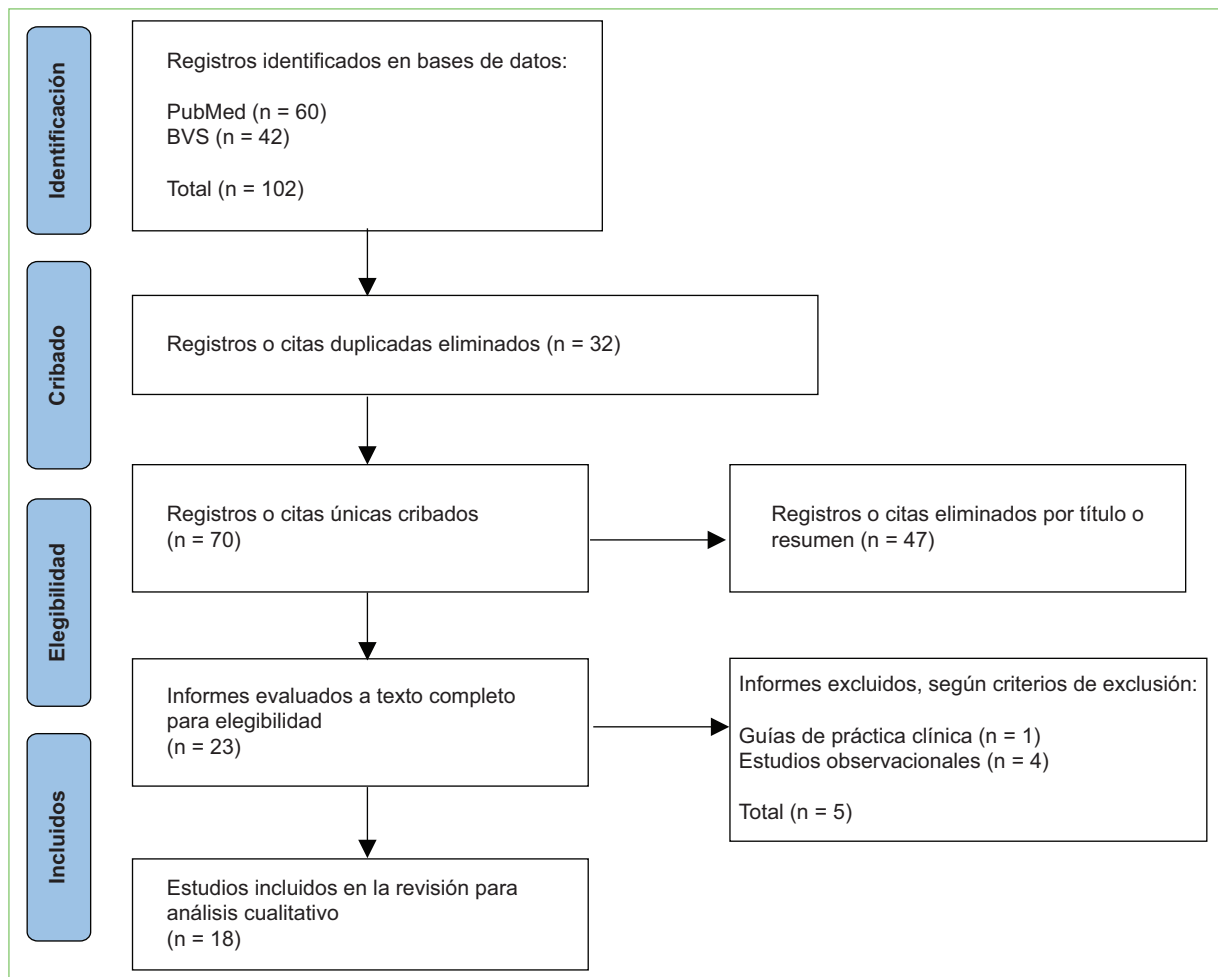 Identificación
Registros identificados en bases de datos:
PubMed (n = 60)
BVS (n = 42)
Total (n = 102)
Cribado
Registros o citas duplicadas eliminados (n = 32)
Registros o citas únicas cribados
(n = 70)
Registros o citas eliminados por título o
resumen (n = 47)
Elegibilidad
Informes evaluados a texto completo
para elegibilidad
(n = 23)
Informes excluidos, según criterios de exclusión:
Guías de práctica clínica (n = 1)
Estudios observacionales (n = 4)
Total (n = 5)
Incluidos
Estudios incluidos en la revisión para
análisis cualitativo
(n = 18)